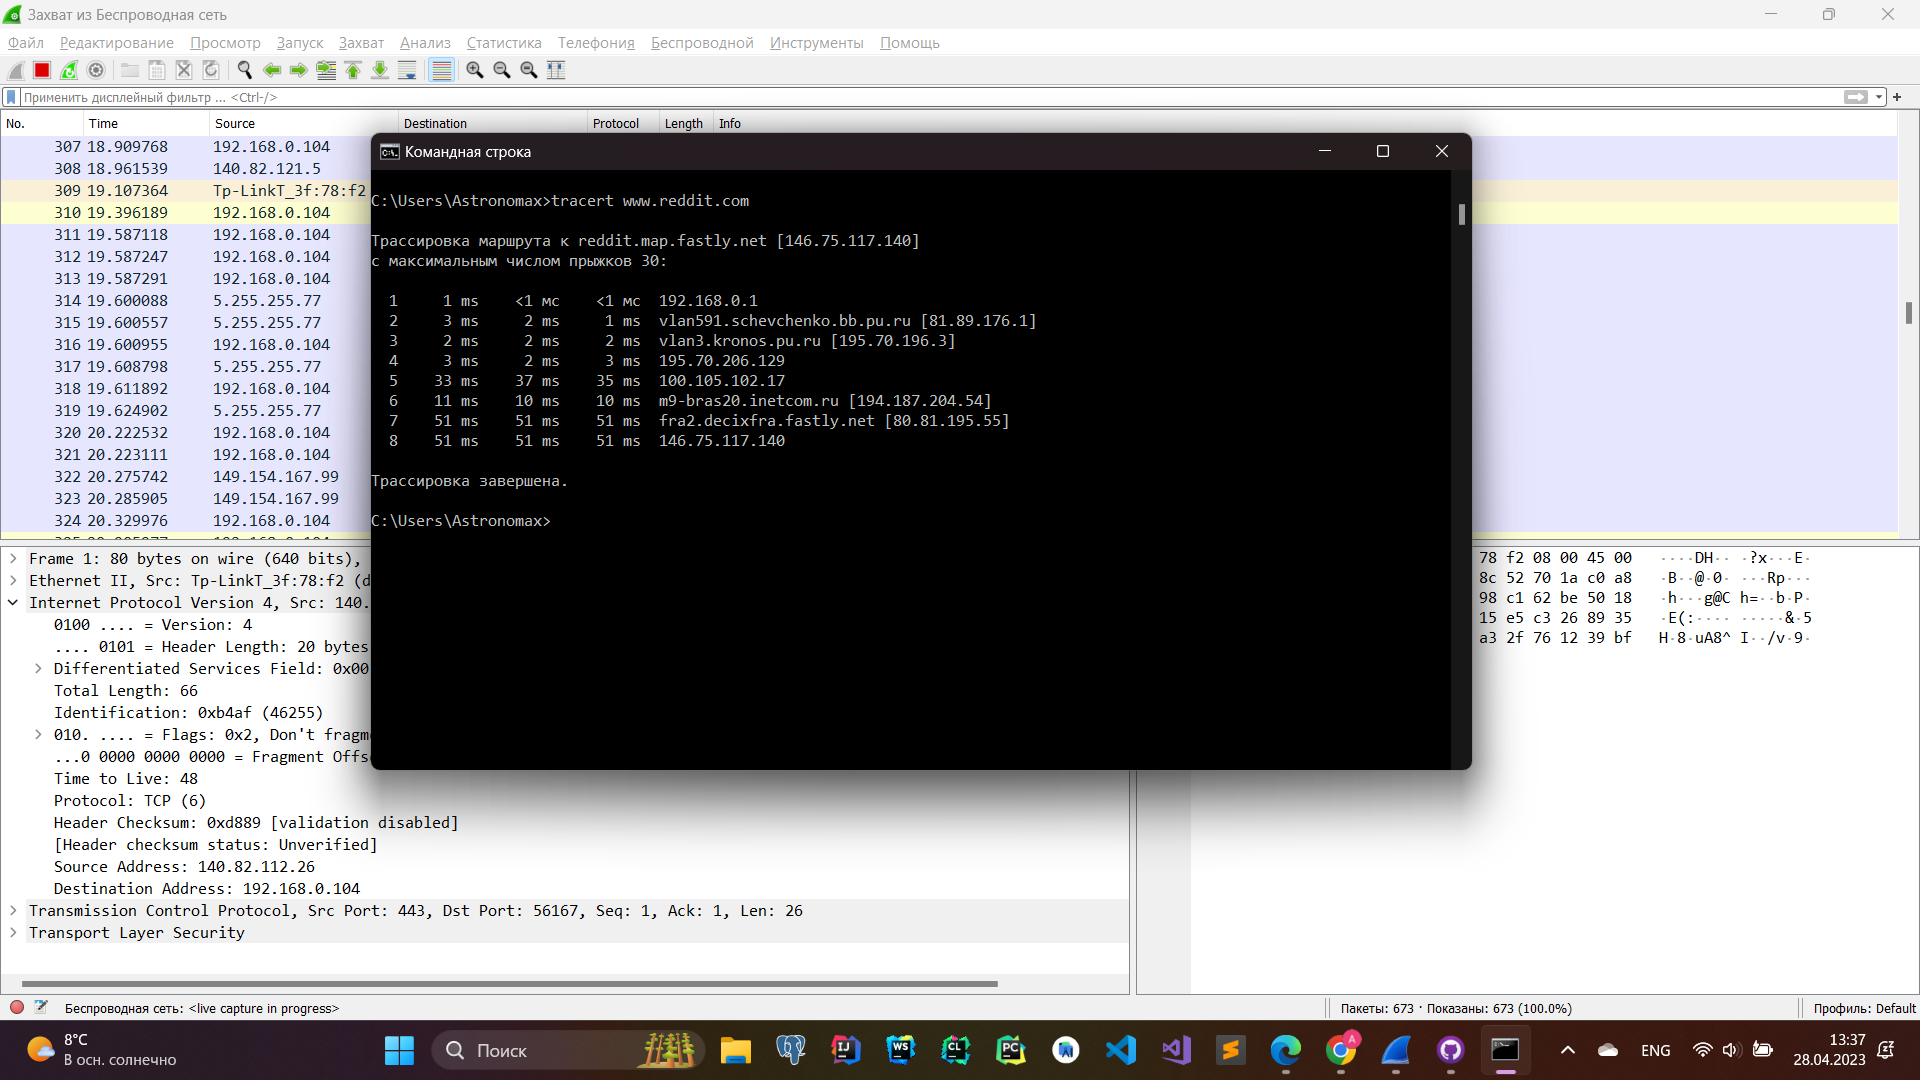 Захват из Беспроводная сеть
Файл Редактирование Просмотр Запуск Захват Анализ Статистика Телефония Беспроводной Инструменты Помощь
Применить дисплейный фильтр ... <Ctrl-/>
No. Time Source Destination Protocol Length Info
307 18.909768 192.168.0.104
308 18.961539 140.82.121.5
309 19.107364 Tp-LinkT_3f:78:f2
310 19.396189 192.168.0.104
311 19.587118 192.168.0.104
312 19.587247 192.168.0.104
313 19.587291 192.168.0.104
314 19.600088 5.255.255.77
315 19.600557 5.255.255.77
316 19.600955 192.168.0.104
317 19.608798 5.255.255.77
318 19.611892 192.168.0.104
319 19.624902 5.255.255.77
320 20.222532 192.168.0.104
321 20.223111 192.168.0.104
322 20.275742 149.154.167.99
323 20.285905 149.154.167.99
324 20.329976 192.168.0.104
Командная строка
C:\Users\Astronomax>tracert www.reddit.com
Трассировка маршрута к reddit.map.fastly.net [146.75.117.140]
с максимальным числом прыжков 30:
1 1 ms <1 мс <1 мс 192.168.0.1
2 3 ms 2 ms 1 ms vlan591.schevchenko.bb.pu.ru [81.89.176.1]
3 2 ms 2 ms 2 ms vlan3.kronos.pu.ru [195.70.196.3]
4 3 ms 2 ms 3 ms 195.70.206.129
5 33 ms 37 ms 35 ms 100.105.102.17
6 11 ms 10 ms 10 ms m9-bras20.inetcom.ru [194.187.204.54]
7 51 ms 51 ms 51 ms fra2.decixfra.fastly.net [80.81.195.55]
8 51 ms 51 ms 51 ms 146.75.117.140
Трассировка завершена.
C:\Users\Astronomax>
Frame 1: 80 bytes on wire (640 bits),
Ethernet II, Src: Tp-LinkT_3f:78:f2 (d
Internet Protocol Version 4, Src: 140.
0100 .... = Version: 4
.... 0101 = Header Length: 20 bytes
Differentiated Services Field: 0x00
Total Length: 66
Identification: 0xb4af (46255)
010. .... = Flags: 0x2, Don't fragm
...0 0000 0000 0000 = Fragment Offs
Time to Live: 48
Protocol: TCP (6)
Header Checksum: 0xd889 [validation disabled]
[Header checksum status: Unverified]
Source Address: 140.82.112.26
Destination Address: 192.168.0.104
Transmission Control Protocol, Src Port: 443, Dst Port: 56167, Seq: 1, Ack: 1, Len: 26
Transport Layer Security
78 f2 08 00 45 00 ····DH·· ·?x···E·
8c 52 70 1a c0 a8 ·B··@·0· ···Rp···
98 c1 62 be 50 18 ·h···g@C h=··b·P·
15 e5 c3 26 89 35 ·E(:···· ·····&·5
a3 2f 76 12 39 bf H·8·uA8^ I··/v·9·
Беспроводная сеть: <live capture in progress>
Пакеты: 673 · Показаны: 673 (100.0%)
Профиль: Default
8°C
В осн. солнечно
Поиск
IJ
WS
CL
PC
A
ENG
13:37
28.04.2023